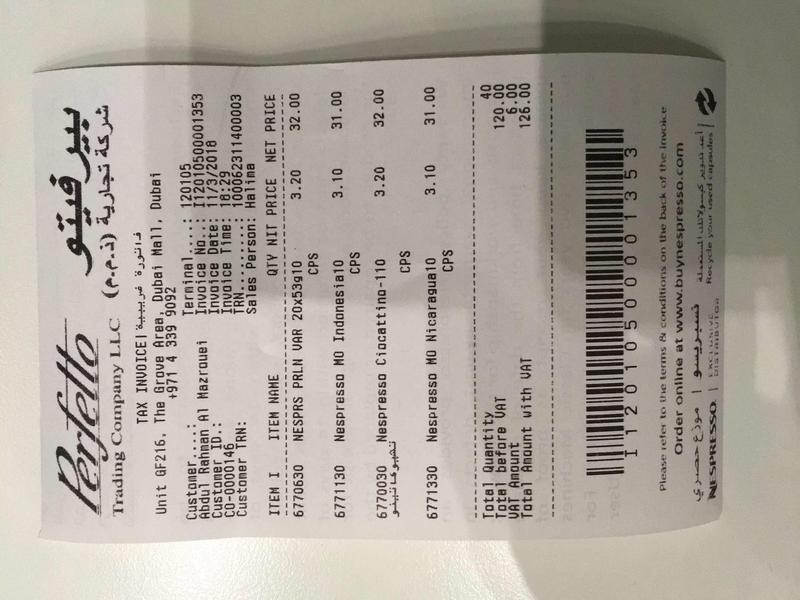 Perfetto
Trading Company LLC
بيرفيتو
شركة تجارية (ذ.م.م)
TAX INVOICE|فاتورة ضريبية
Unit GF216, The Grove Area, Dubai Mall, Dubai
+971 4 339 9092
Customer....: Terminal.....: 120105
Abdul Rahman Al Mazrouei Invoice No..: I120105000001353
Customer ID..: Invoice Date: 11/3/2018
CO-0000146 Invoice Time: 18:29
Customer TRN: TRN..........: 100062311400003
Sales Person: Halima
ITEM I ITEM NAME QTY NIT PRICE NET PRICE
6770630 NESPRS PRLN VAR 20x53g10 3.20 32.00
CPS
6771130 Nespresso MO Indonesia10 3.10 31.00
CPS
6770030 Nespresso Ciocattino-110 3.20 32.00
CPS
6771330 Nespresso MO Nicaragua10 3.10 31.00
CPS
Total Quantity 40
Total before VAT 120.00
VAT Amount 6.00
Total Amount with VAT 126.00
I120105000001353
Please refer to the terms & conditions on the back of the invoice
Order online at www.buynespresso.com
نسبريسو | موزع حصري
NESPRESSO. | EXCLUSIVE DISTRIBUTOR
Recycle your used capsules